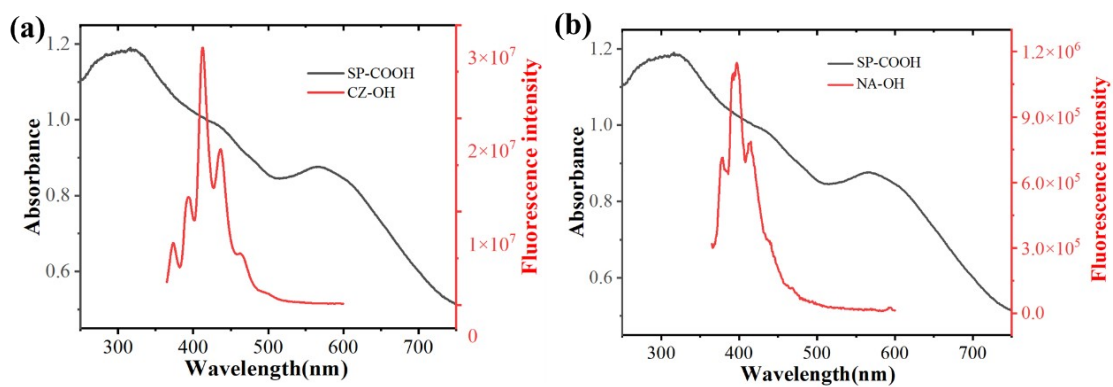 (a)
Absorbance
1.2
1.0
0.8
0.6
300 400 500 600 700
Wavelength(nm)
SP-COOH
CZ-OH
3×10⁷
2×10⁷
1×10⁷
0
Fluorescence intensity
(b)
Absorbance
1.2
1.0
0.8
0.6
300 400 500 600 700
Wavelength(nm)
SP-COOH
NA-OH
1.2×10⁶
9.0×10⁵
6.0×10⁵
3.0×10⁵
0.0
Fluorescence intensity